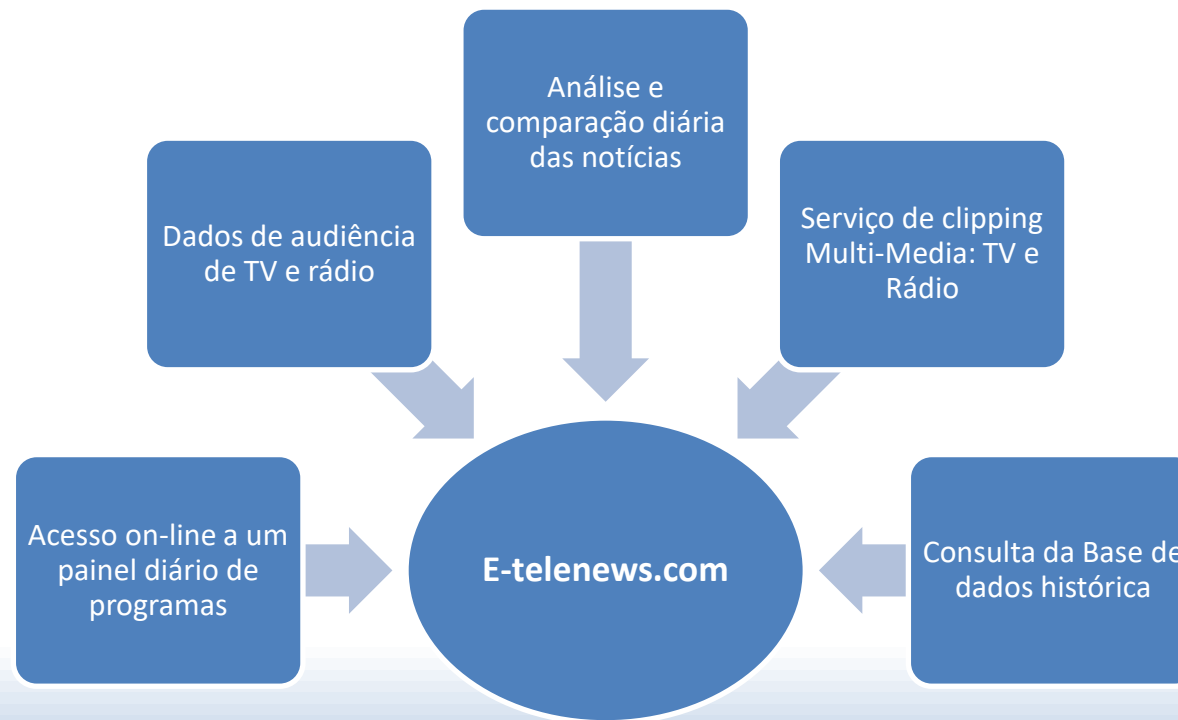 Análise e
comparação diária
das notícias
Dados de audiência
de TV e rádio
Serviço de clipping
Multi-Media: TV e
Rádio
Acesso on-line a um
painel diário de
programas
E-telenews.com
Consulta da Base de
dados histórica